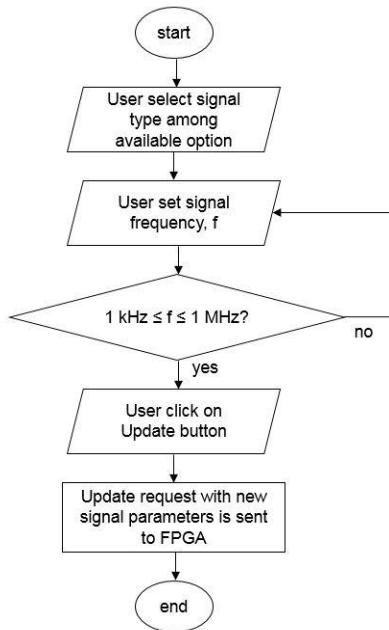 start
User select signal
type among
available option
User set signal
frequency, f
1 kHz ≤ f ≤ 1 MHz?
no
yes
User click on
Update button
Update request with new
signal parameters is sent
to FPGA
end